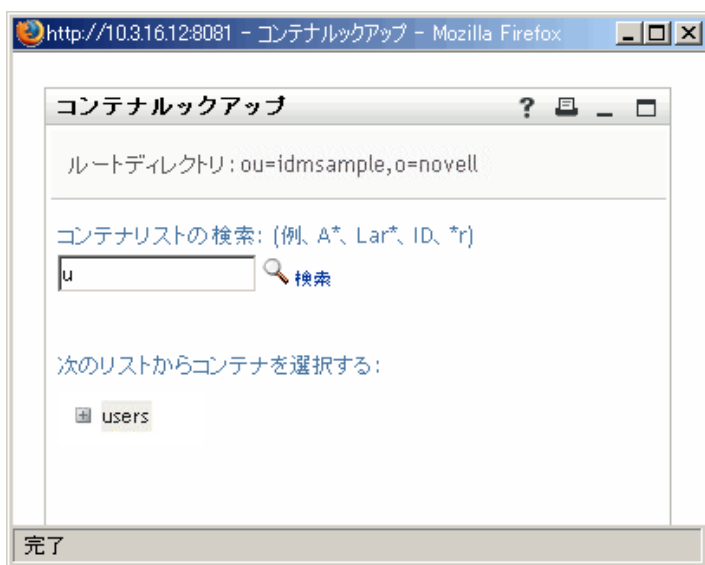 http://10.3.16.12:8081 - コンテナルックアップ - Mozilla Firefox
コンテナルックアップ ?
ルートディレクトリ: ou=idmsample,o=novell
コンテナリストの検索: (例、A*、Lar*、ID、*r)
u 検索
次のリストからコンテナを選択する:
users
完了